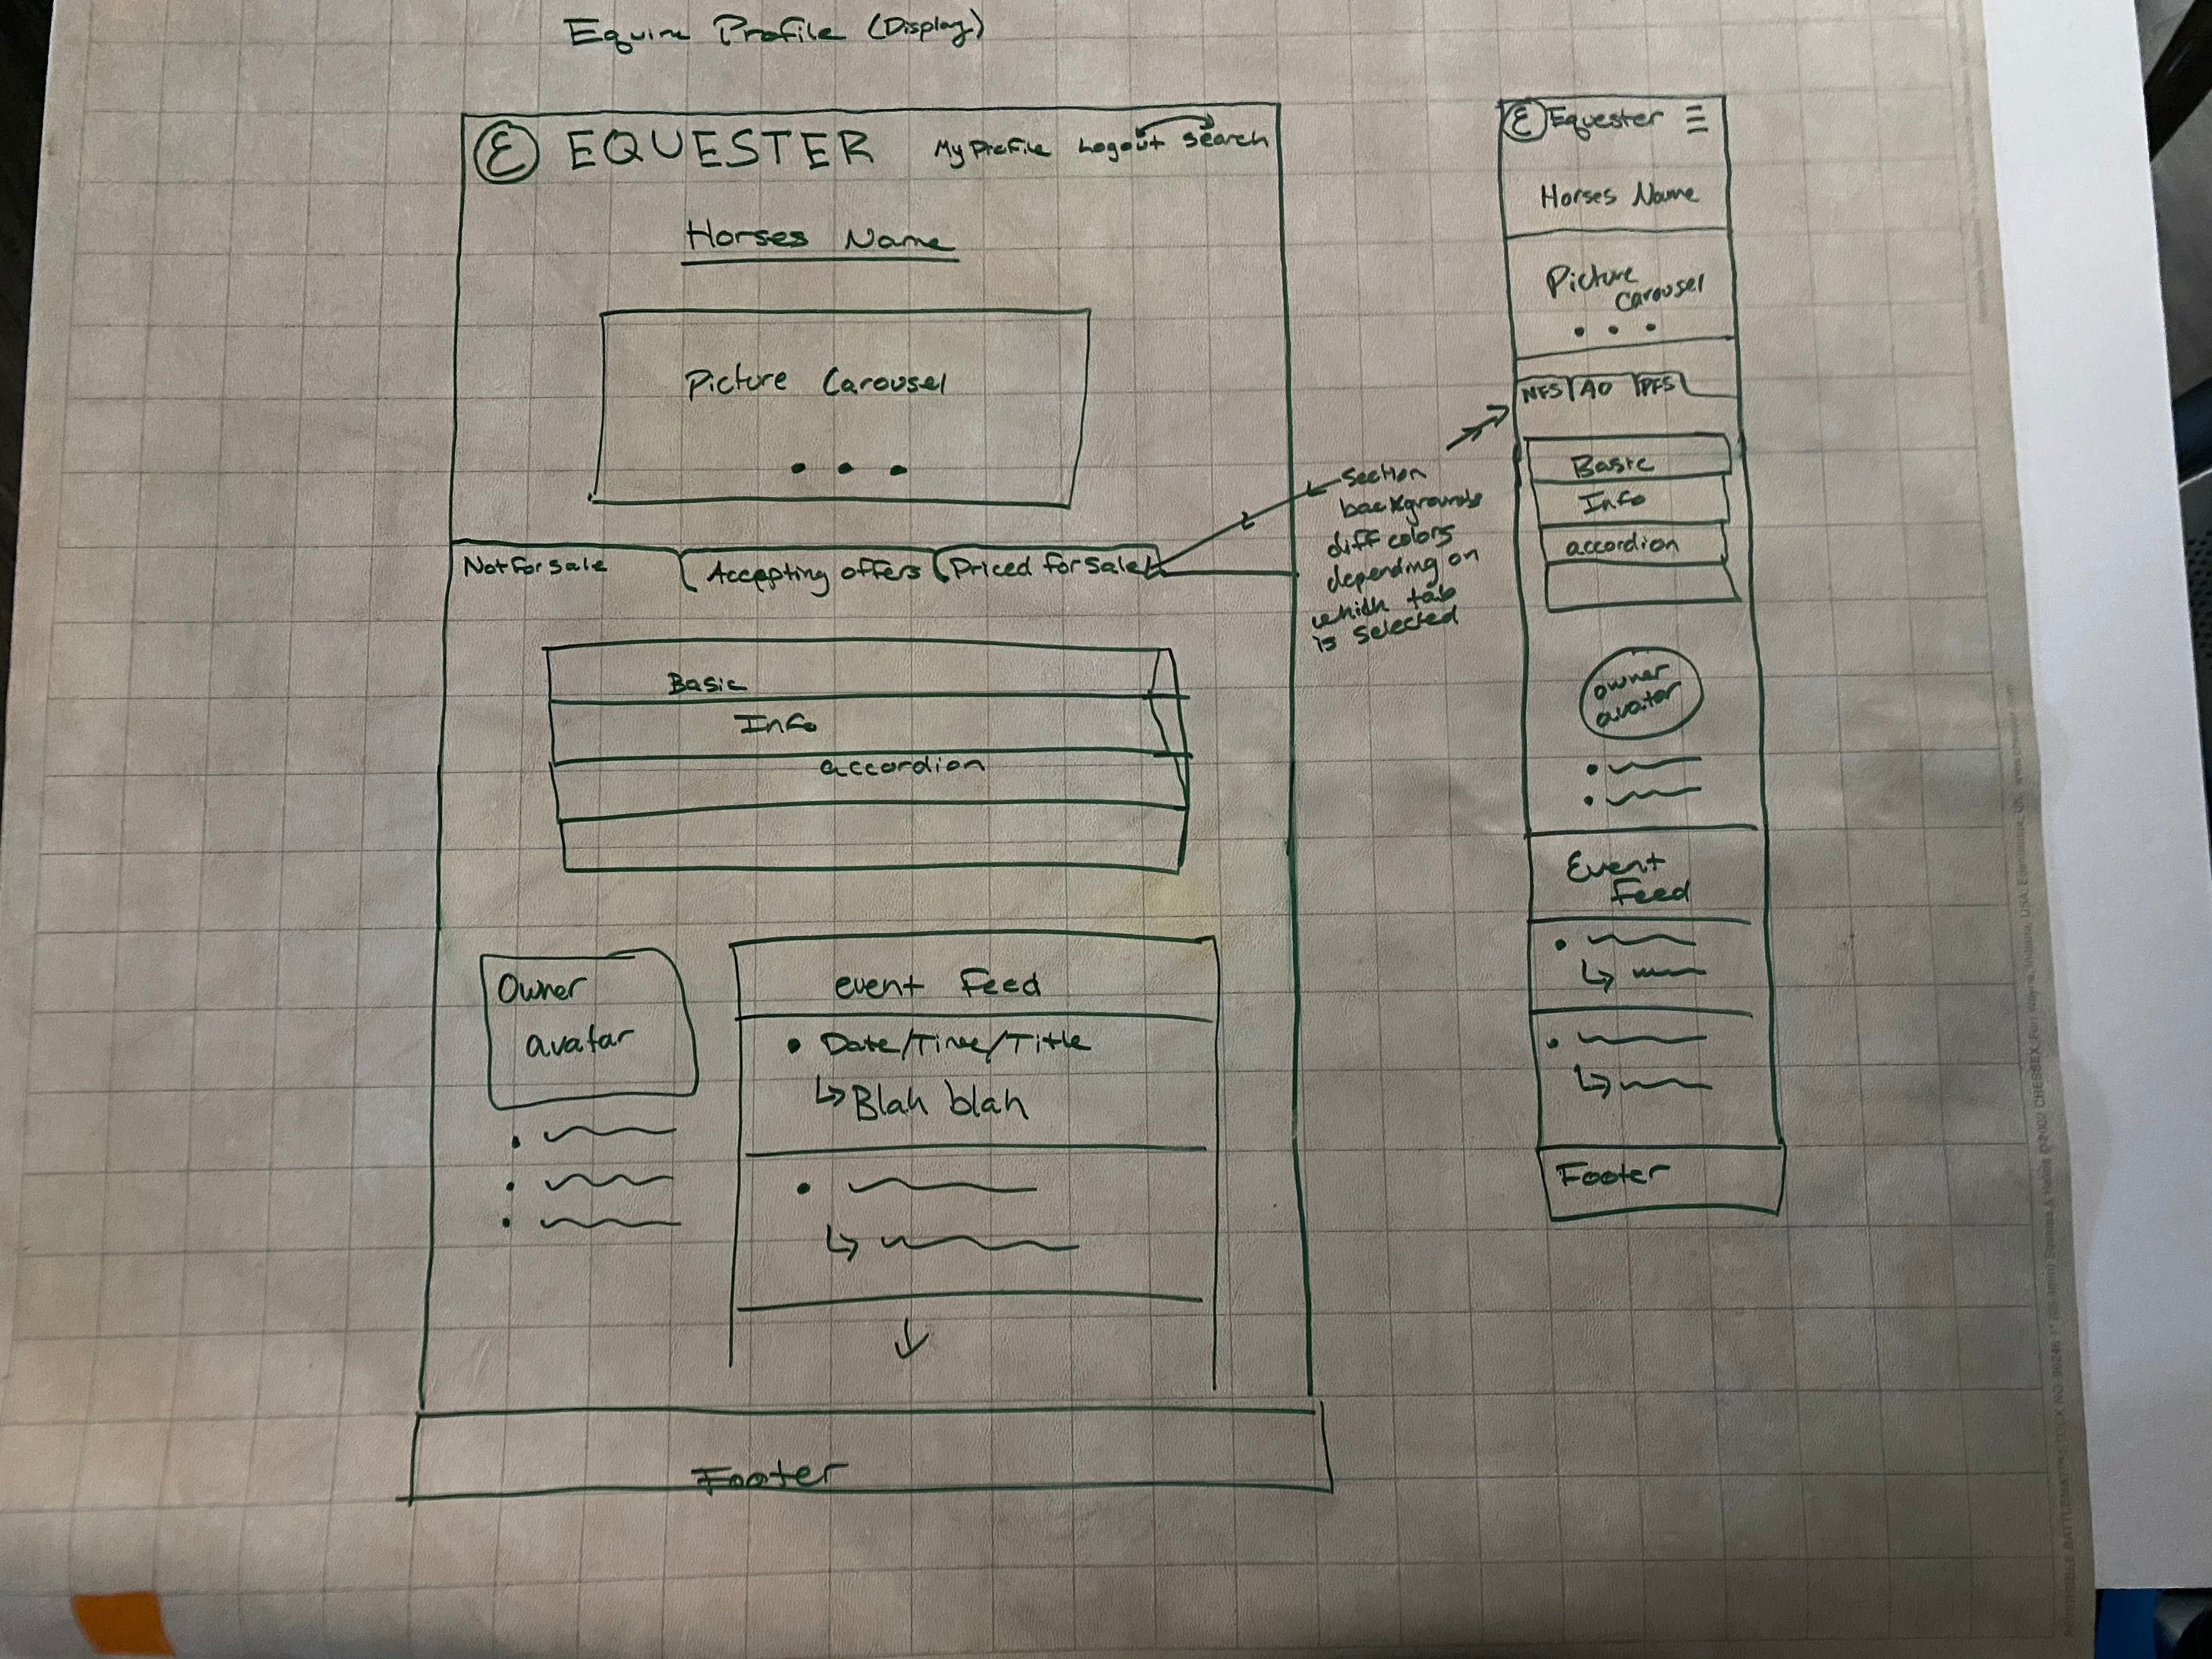 Equine Profile (Display)
E EQUESTER My Profile Logout Search
Horses Name
Picture Carousel
Not for sale Accepting offers Priced for sale
Basic
Info
accordion
Owner
avatar
event Feed
Date/Time/Title
Blah blah
Footer
section
backgrounds
diff colors
depending on
which tab
is selected
E Equester
Horses Name
Picture
Carousel
NFS AO PFS
Basic
Info
accordion
owner
avatar
Event
Feed
Footer